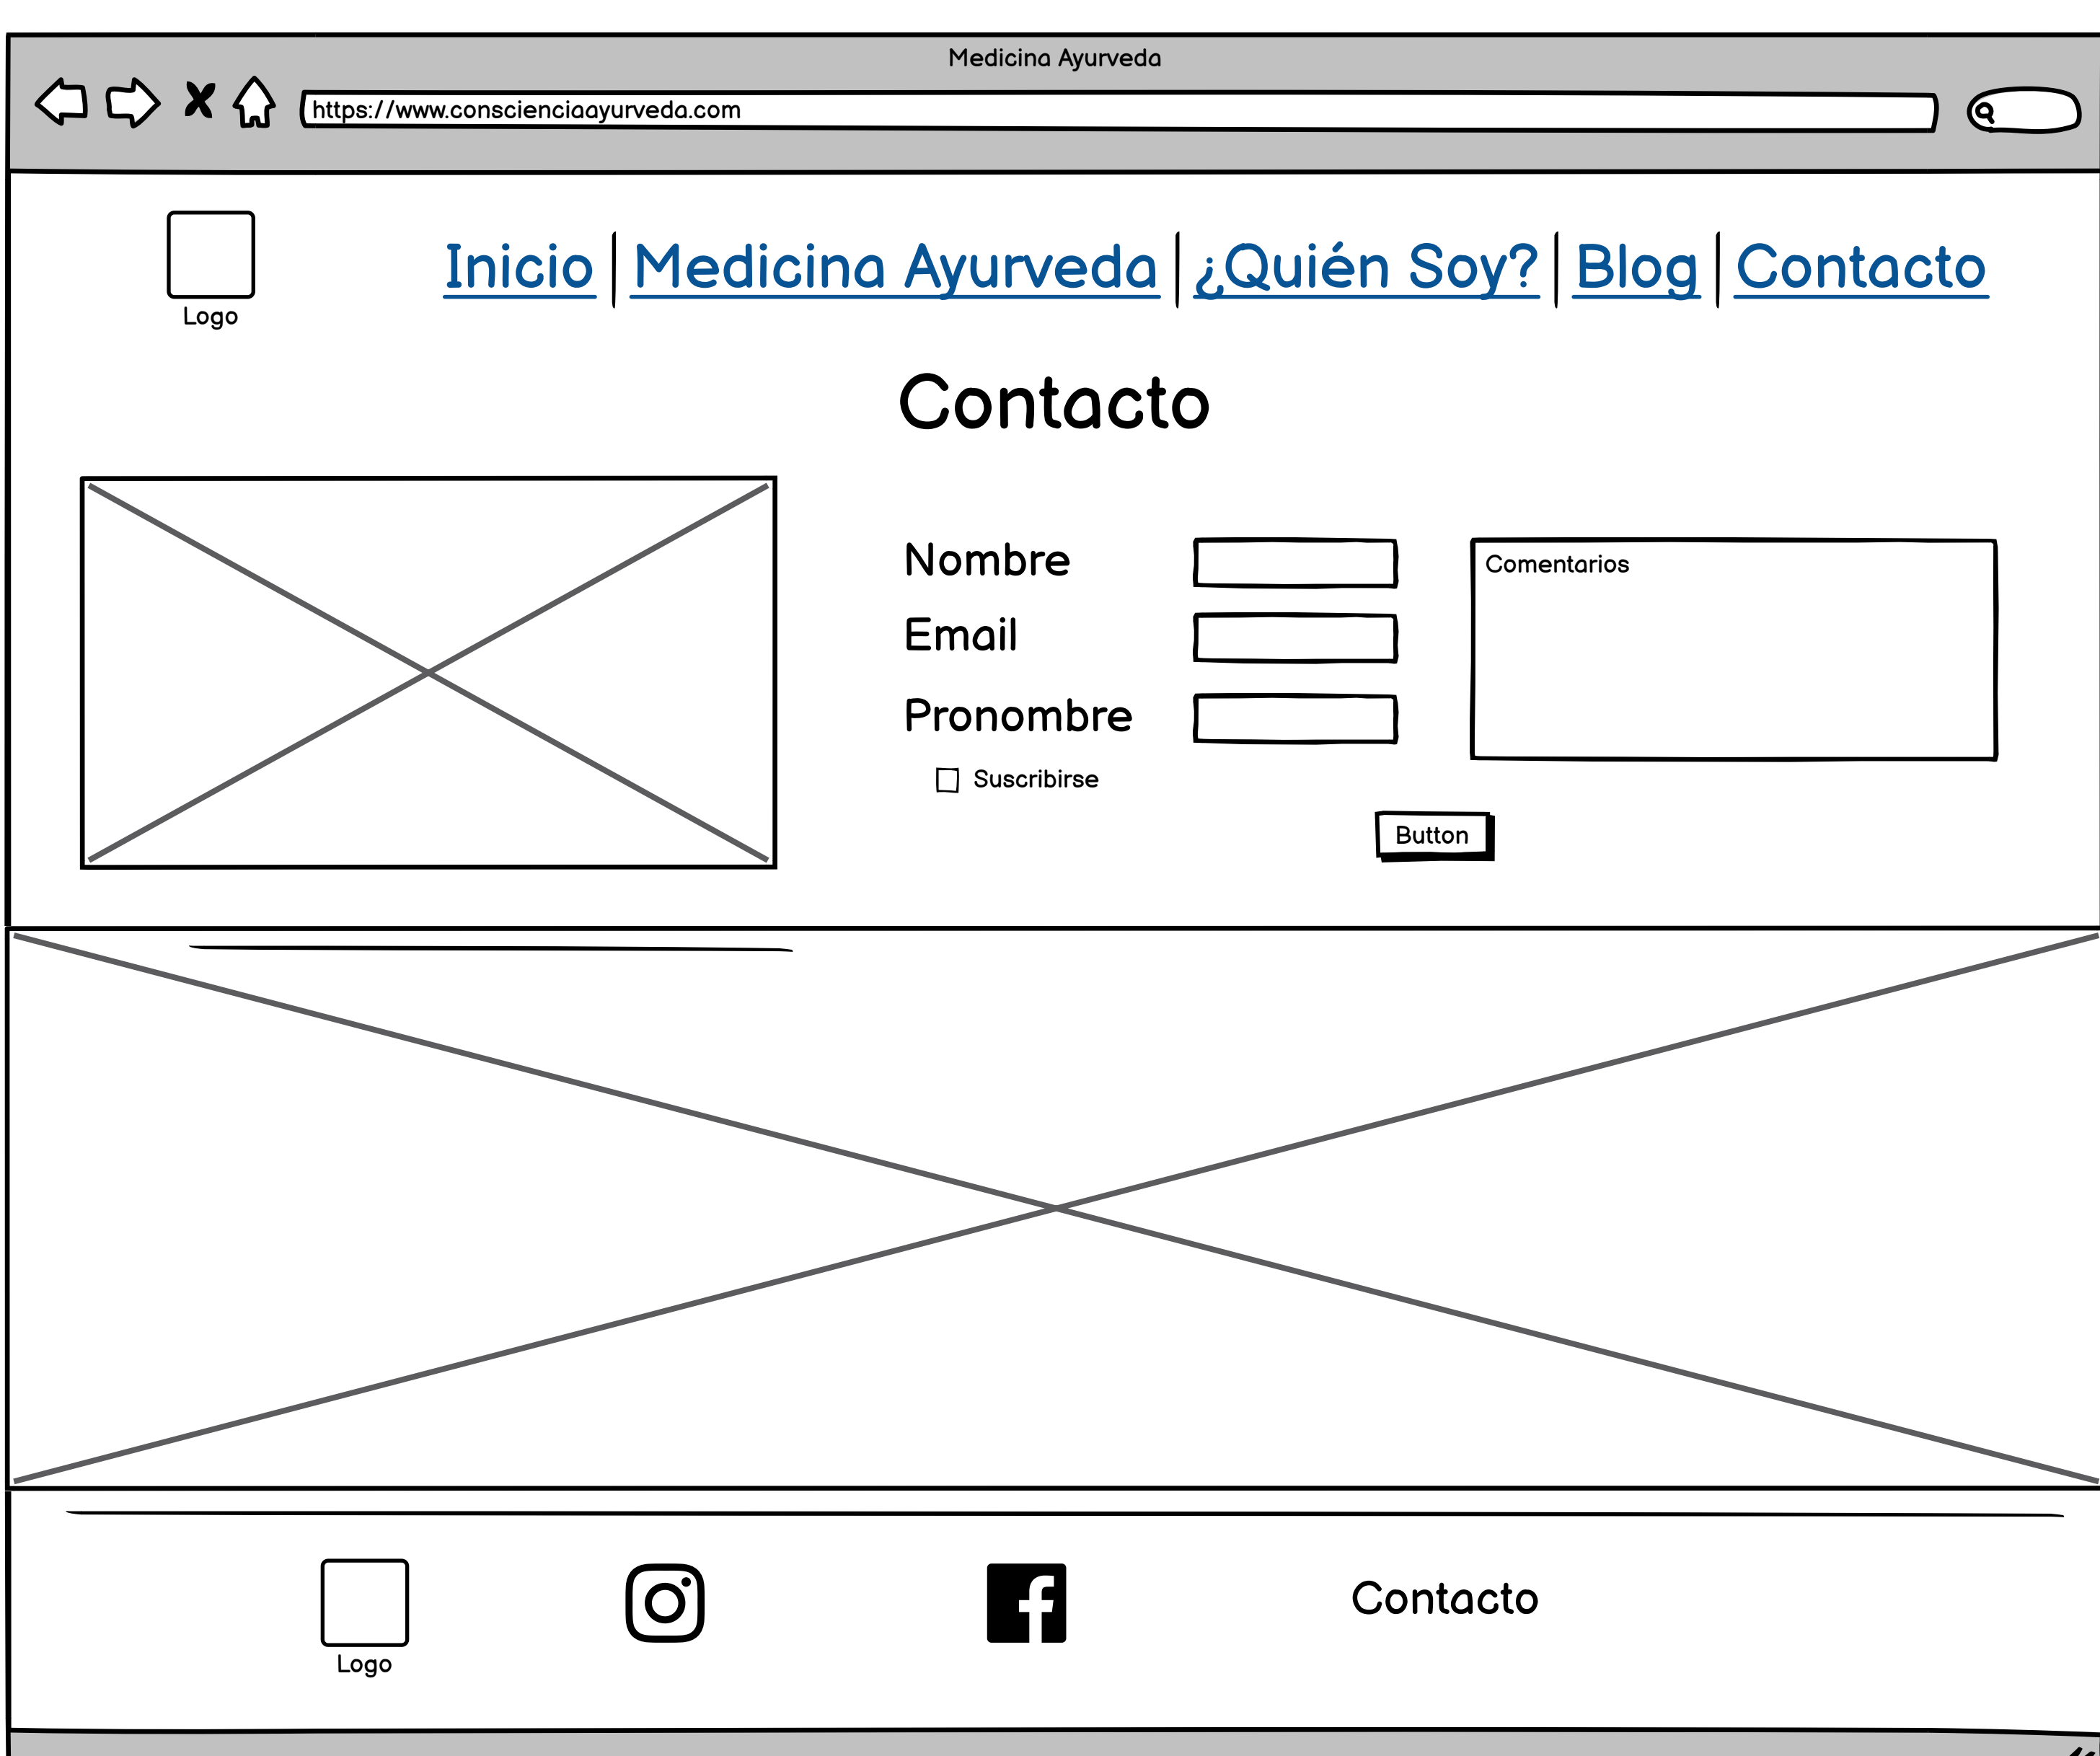 Medicina Ayurveda
https://www.conscienciaayurveda.com
Logo
Inicio | Medicina Ayurveda | ¿Quién Soy? | Blog | Contacto
Contacto
Nombre
Email
Pronombre
Suscribirse
Comentarios
Button
Logo
Contacto